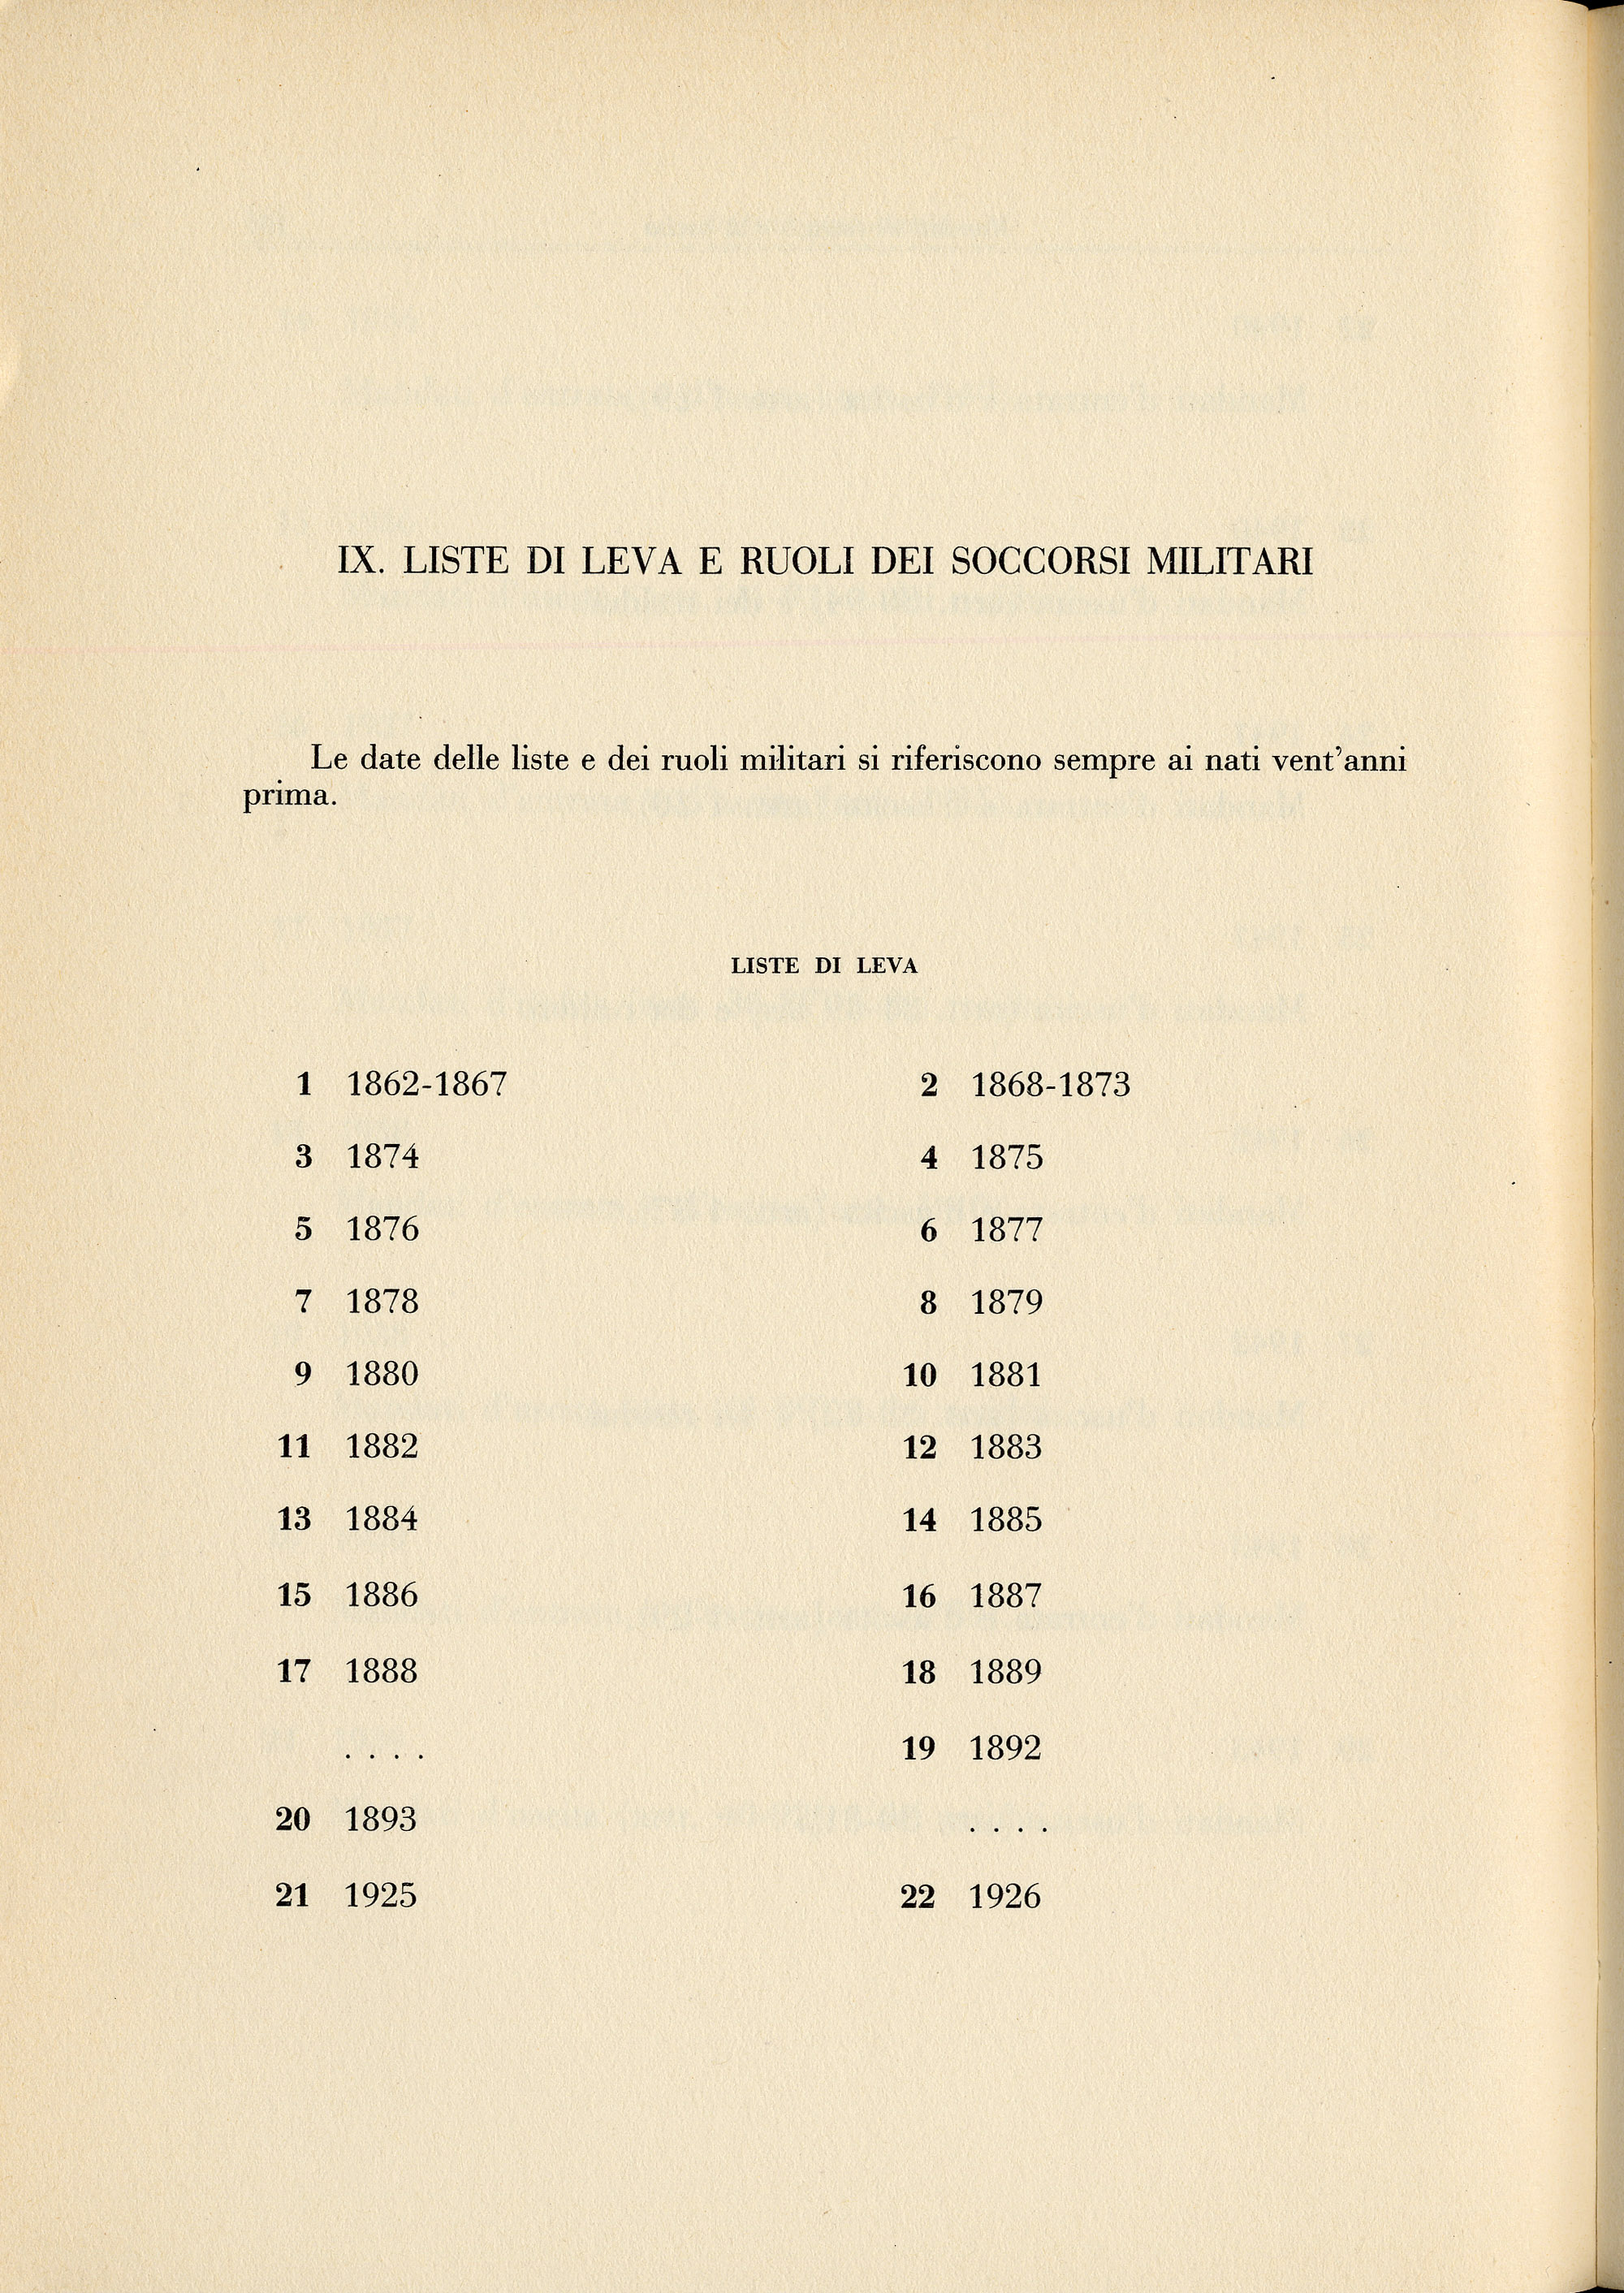 IX. LISTE DI LEVA E RUOLI DEI SOCCORSI MILITARI
Le date delle liste e dei ruoli militari si riferiscono sempre ai nati vent'anni
prima.
LISTE DI LEVA
1 1862-1867 2 1868-1873
3 1874 4 1875
5 1876 6 1877
7 1878 8 1879
9 1880 10 1881
11 1882 12 1883
13 1884 14 1885
15 1886 16 1887
17 1888 18 1889
. . . . 19 1892
20 1893 . . . .
21 1925 22 1926